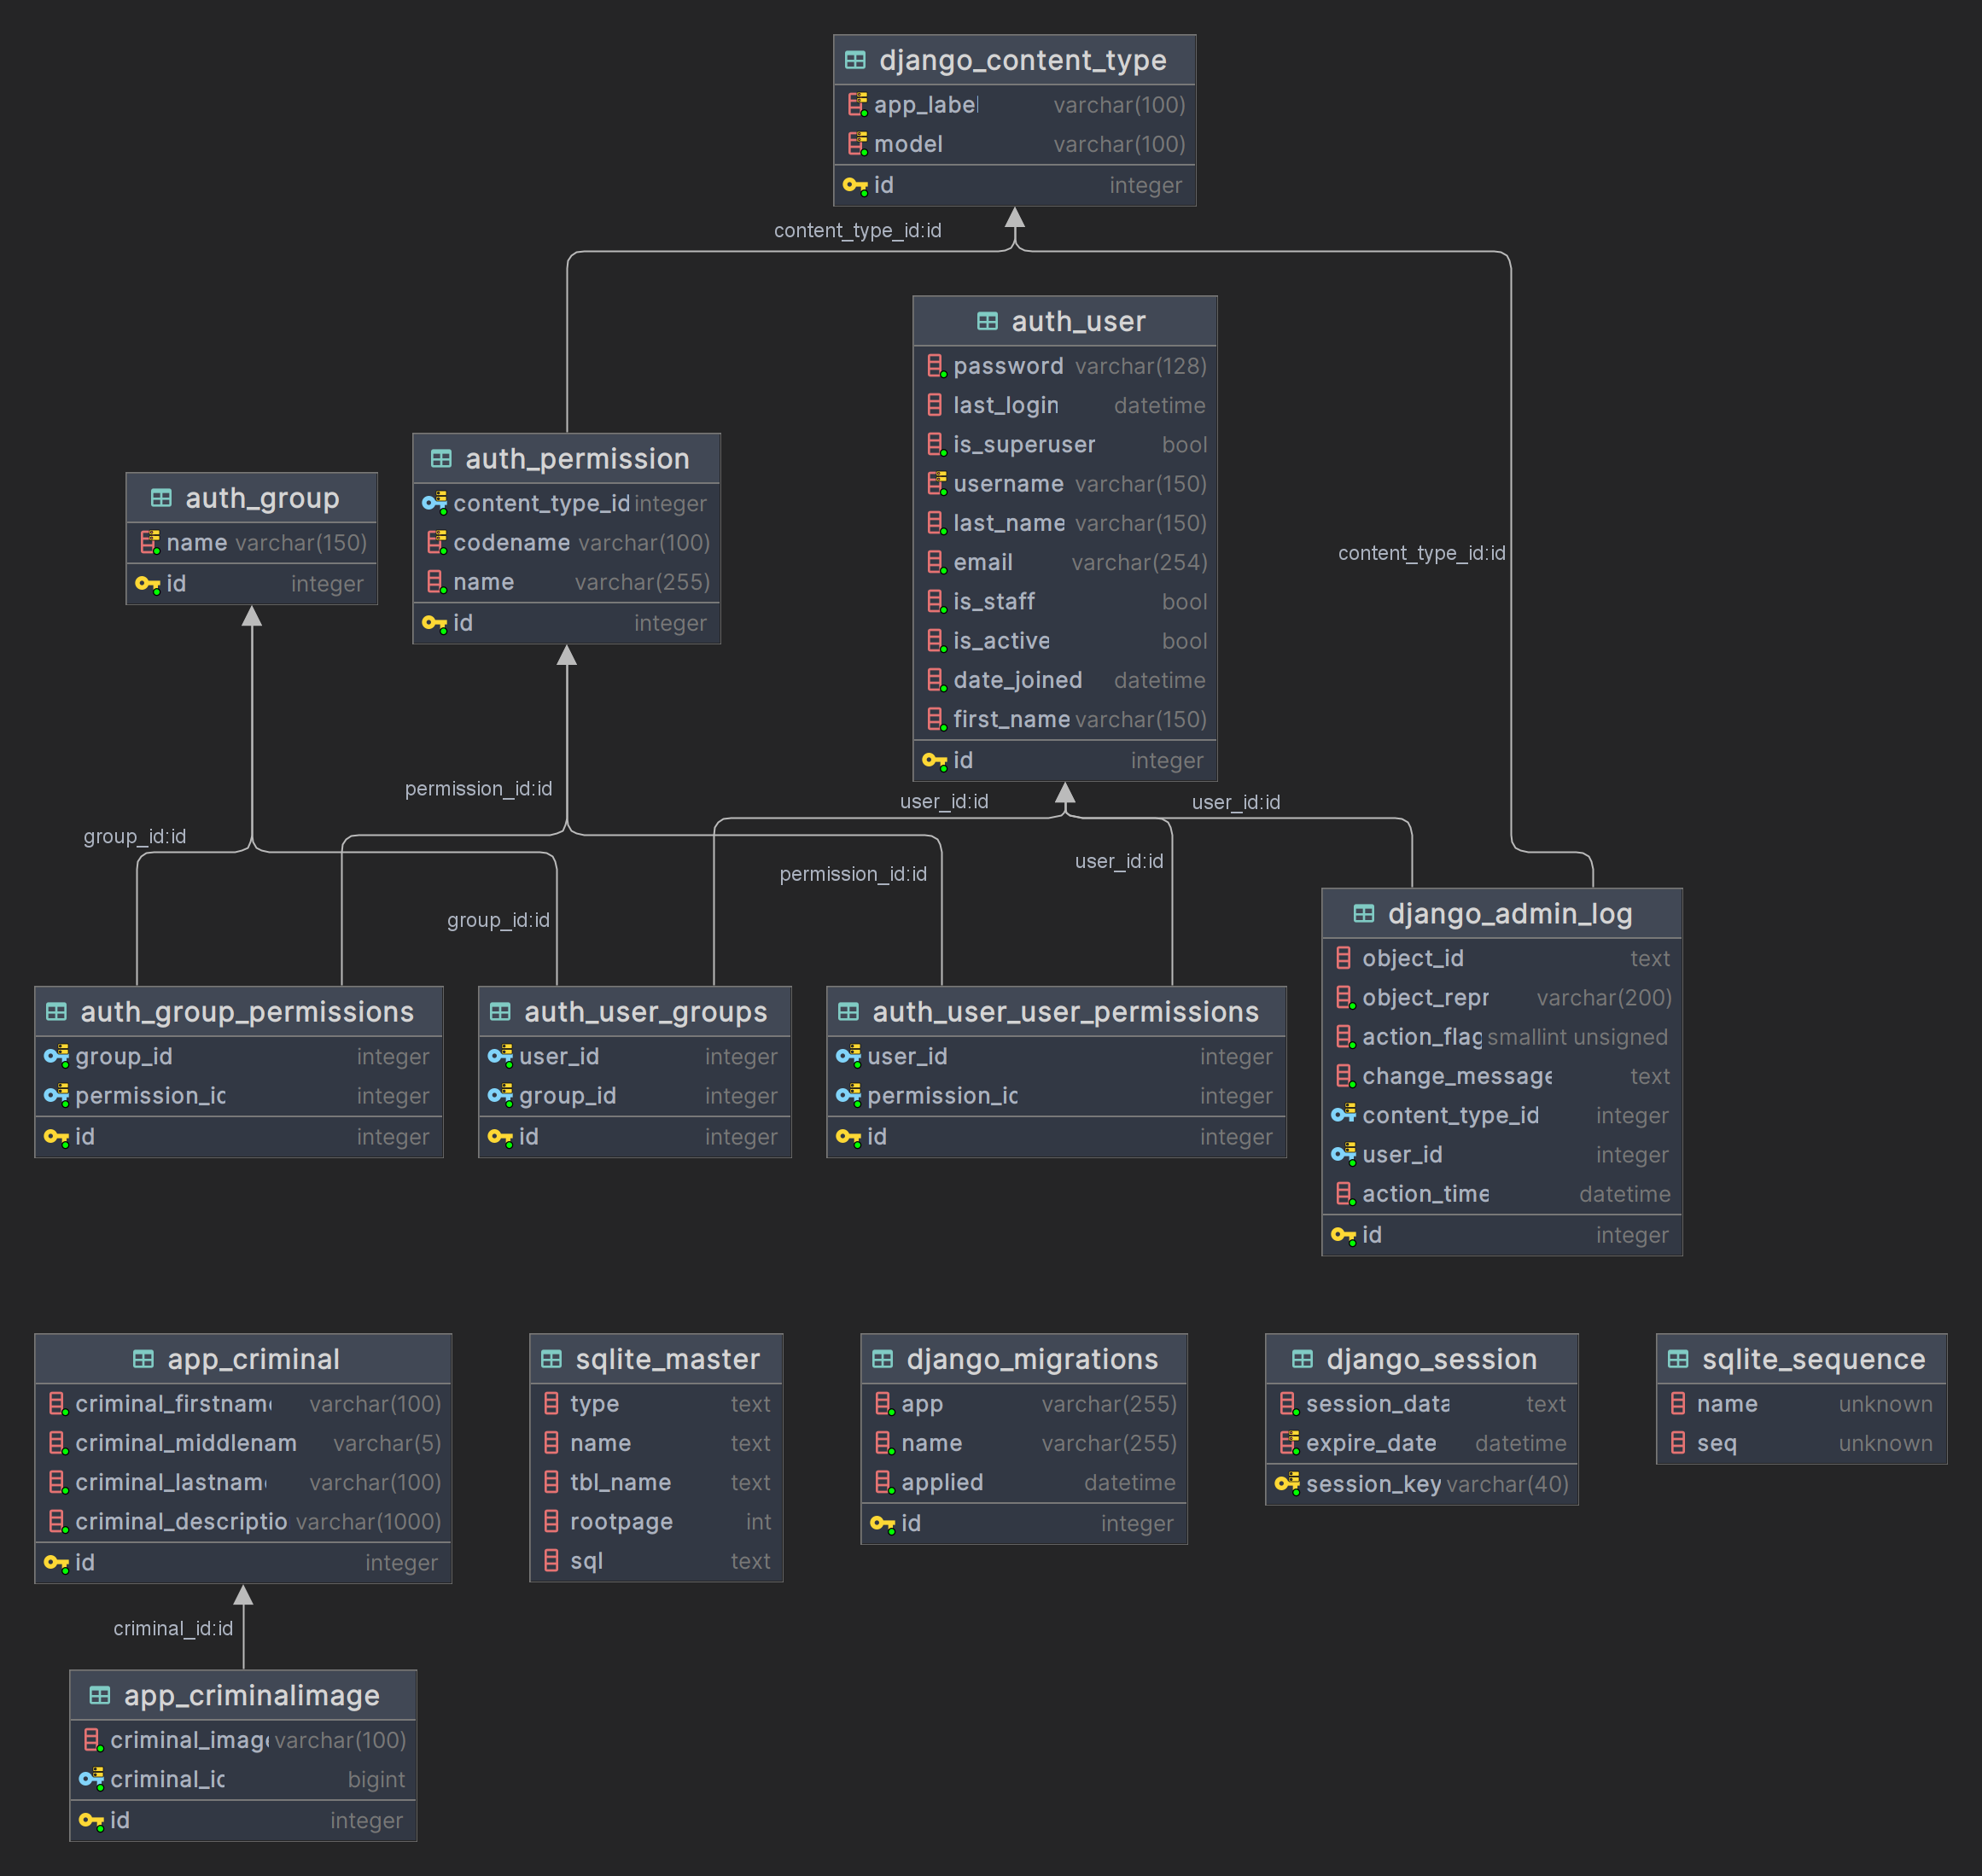 django_content_type
app_label varchar(100)
model varchar(100)
id integer
content_type_id:id
auth_user
password varchar(128)
last_login datetime
is_superuser bool
username varchar(150)
last_name varchar(150)
email varchar(254)
is_staff bool
is_active bool
date_joined datetime
first_name varchar(150)
id integer
auth_permission
content_type_id integer
codename varchar(100)
name varchar(255)
id integer
auth_group
name varchar(150)
id integer
content_type_id:id
permission_id:id
user_id:id
user_id:id
group_id:id
user_id:id
permission_id:id
group_id:id
django_admin_log
object_id text
object_repr varchar(200)
action_flag smallint unsigned
change_message text
content_type_id integer
user_id integer
action_time datetime
id integer
auth_group_permissions
group_id integer
permission_id integer
id integer
auth_user_groups
user_id integer
group_id integer
id integer
auth_user_user_permissions
user_id integer
permission_id integer
id integer
app_criminal
criminal_firstname varchar(100)
criminal_middlenam varchar(5)
criminal_lastname varchar(100)
criminal_descriptio varchar(1000)
id integer
sqlite_master
type text
name text
tbl_name text
rootpage int
sql text
django_migrations
app varchar(255)
name varchar(255)
applied datetime
id integer
django_session
session_data text
expire_date datetime
session_key varchar(40)
sqlite_sequence
name unknown
seq unknown
criminal_id:id
app_criminalimage
criminal_image varchar(100)
criminal_id bigint
id integer